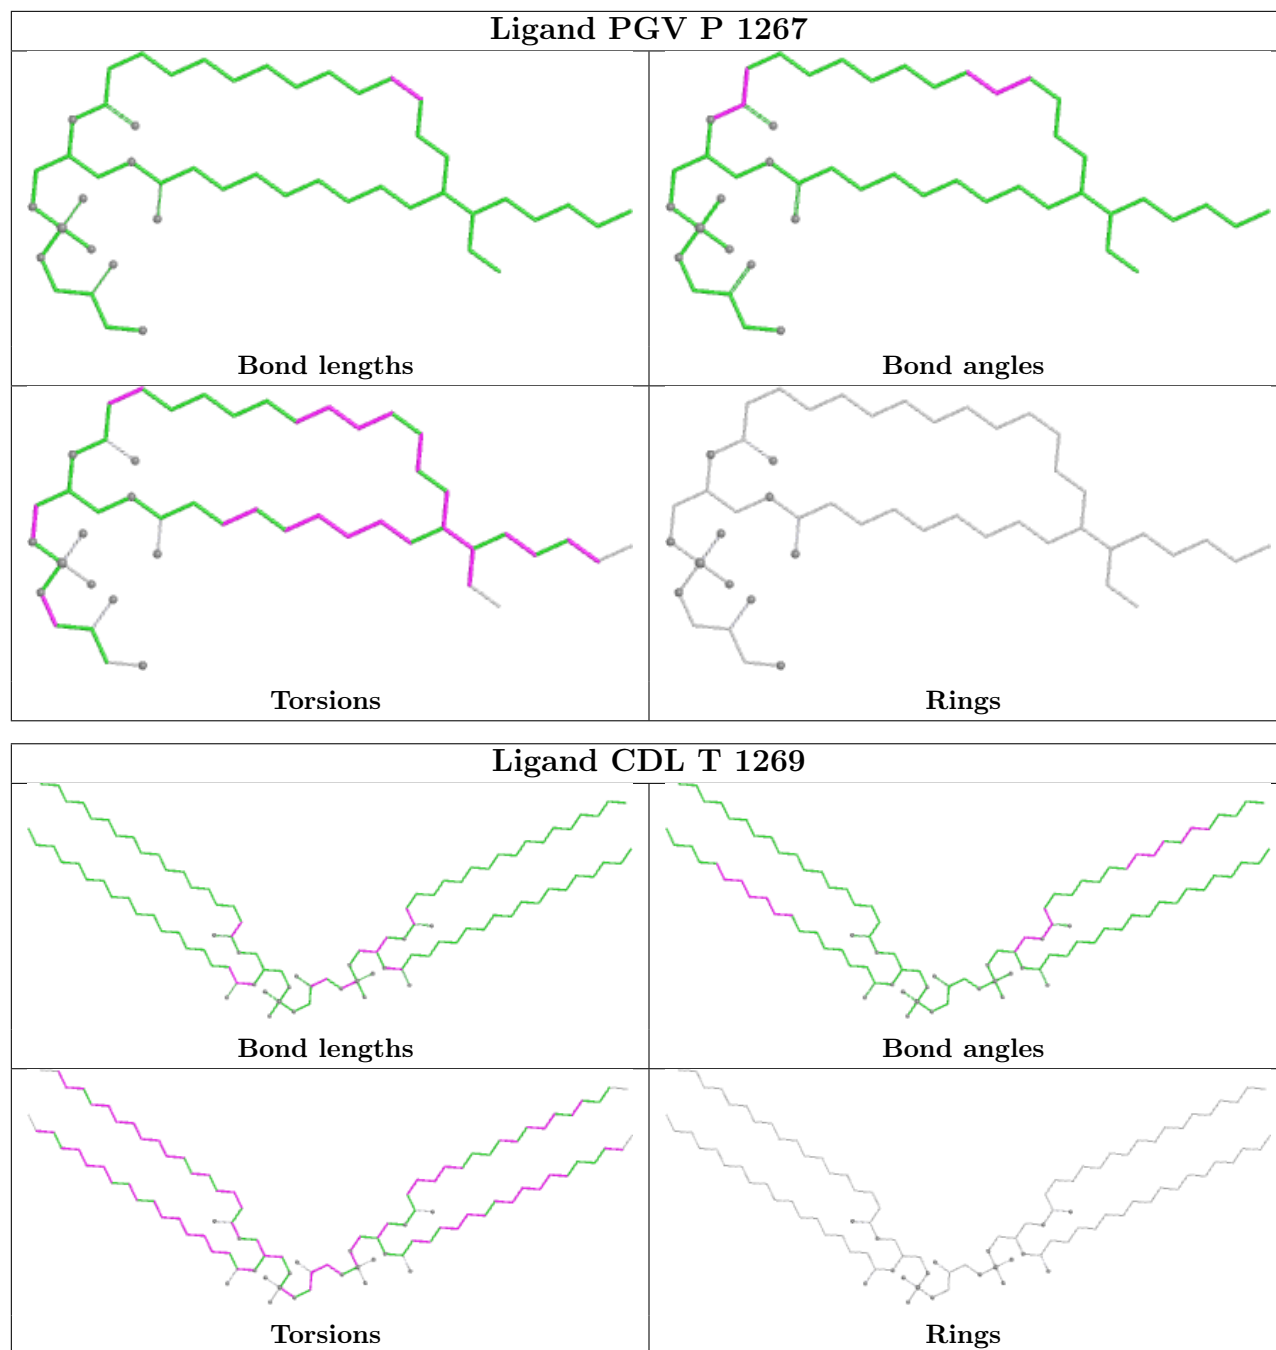 Ligand PGV P 1267
Bond lengths
Bond angles
Torsions
Rings
Ligand CDL T 1269
Bond lengths
Bond angles
Torsions
Rings